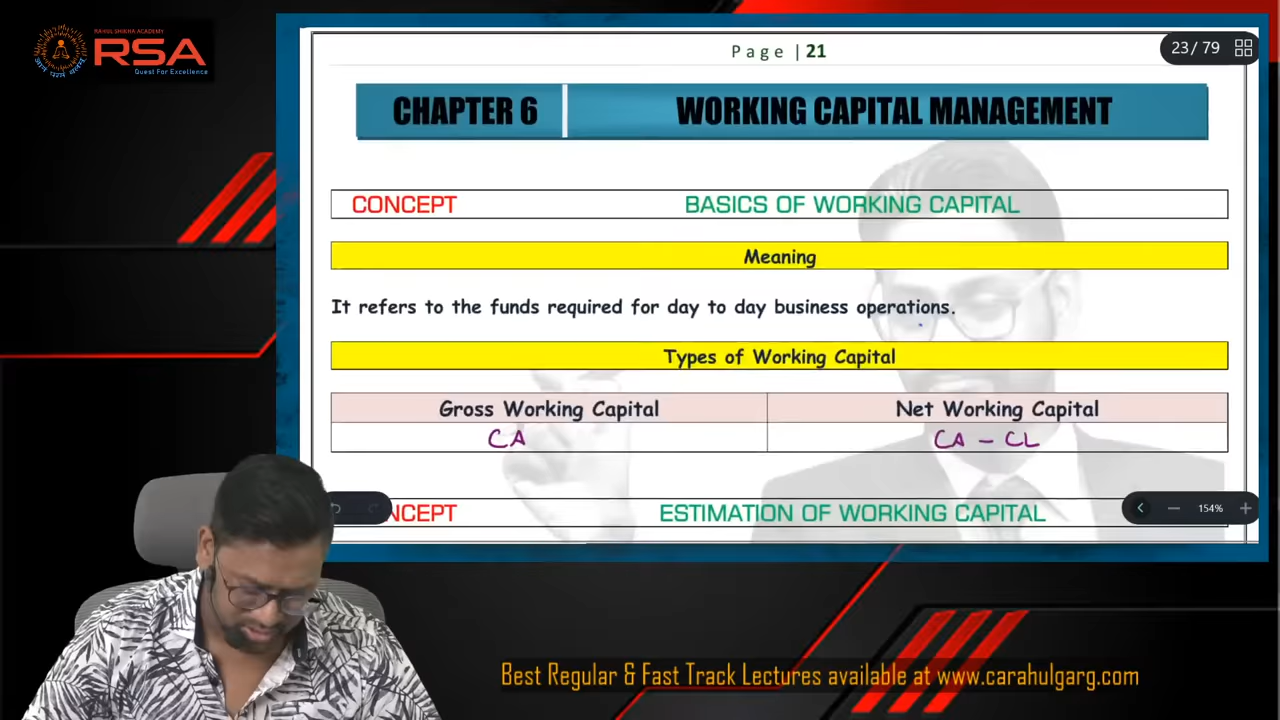 RAHUL SHIKHA ACADEMY
RSA
Quest For Excellence
Page | 21
23 / 79
CHAPTER 6
WORKING CAPITAL MANAGEMENT
CONCEPT
BASICS OF WORKING CAPITAL
Meaning
It refers to the funds required for day to day business operations.
Types of Working Capital
Gross Working Capital
Net Working Capital
CA
CA - CL
NCEPT
ESTIMATION OF WORKING CAPITAL
154%
Best Regular & Fast Track Lectures available at www.carahulgarg.com